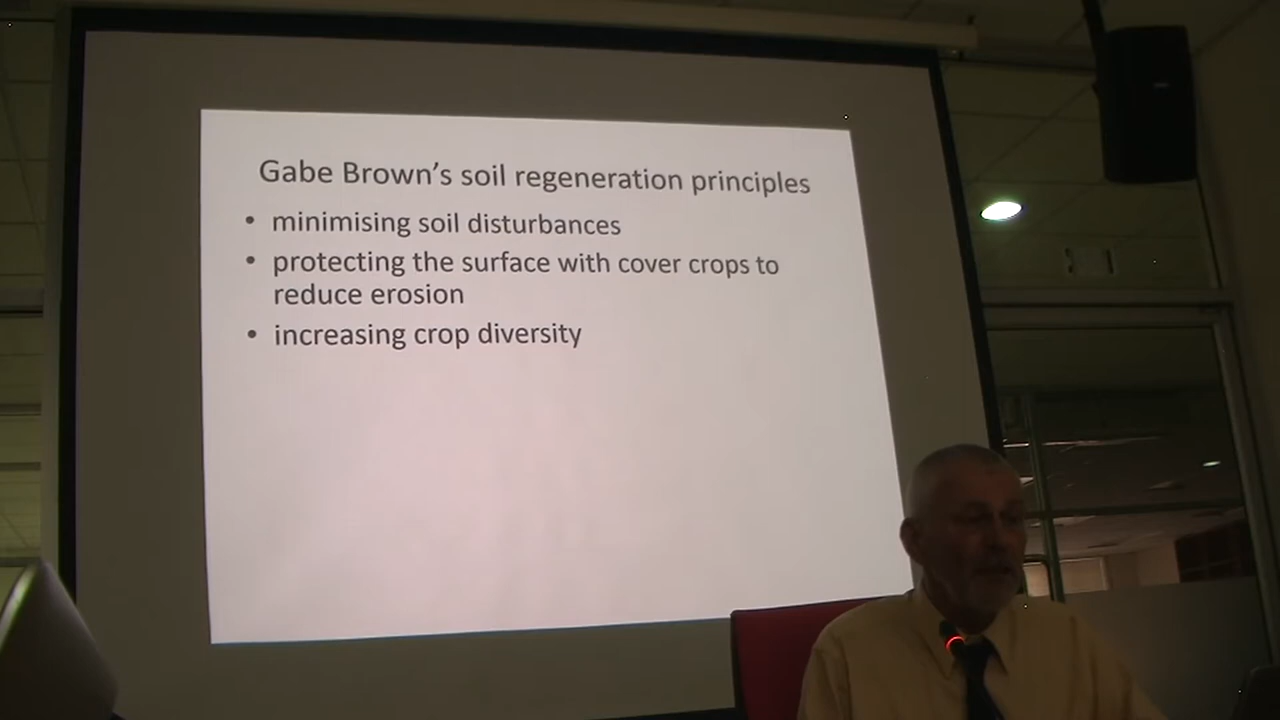 Gabe Brown's soil regeneration principles
• minimising soil disturbances
• protecting the surface with cover crops to
reduce erosion
• increasing crop diversity